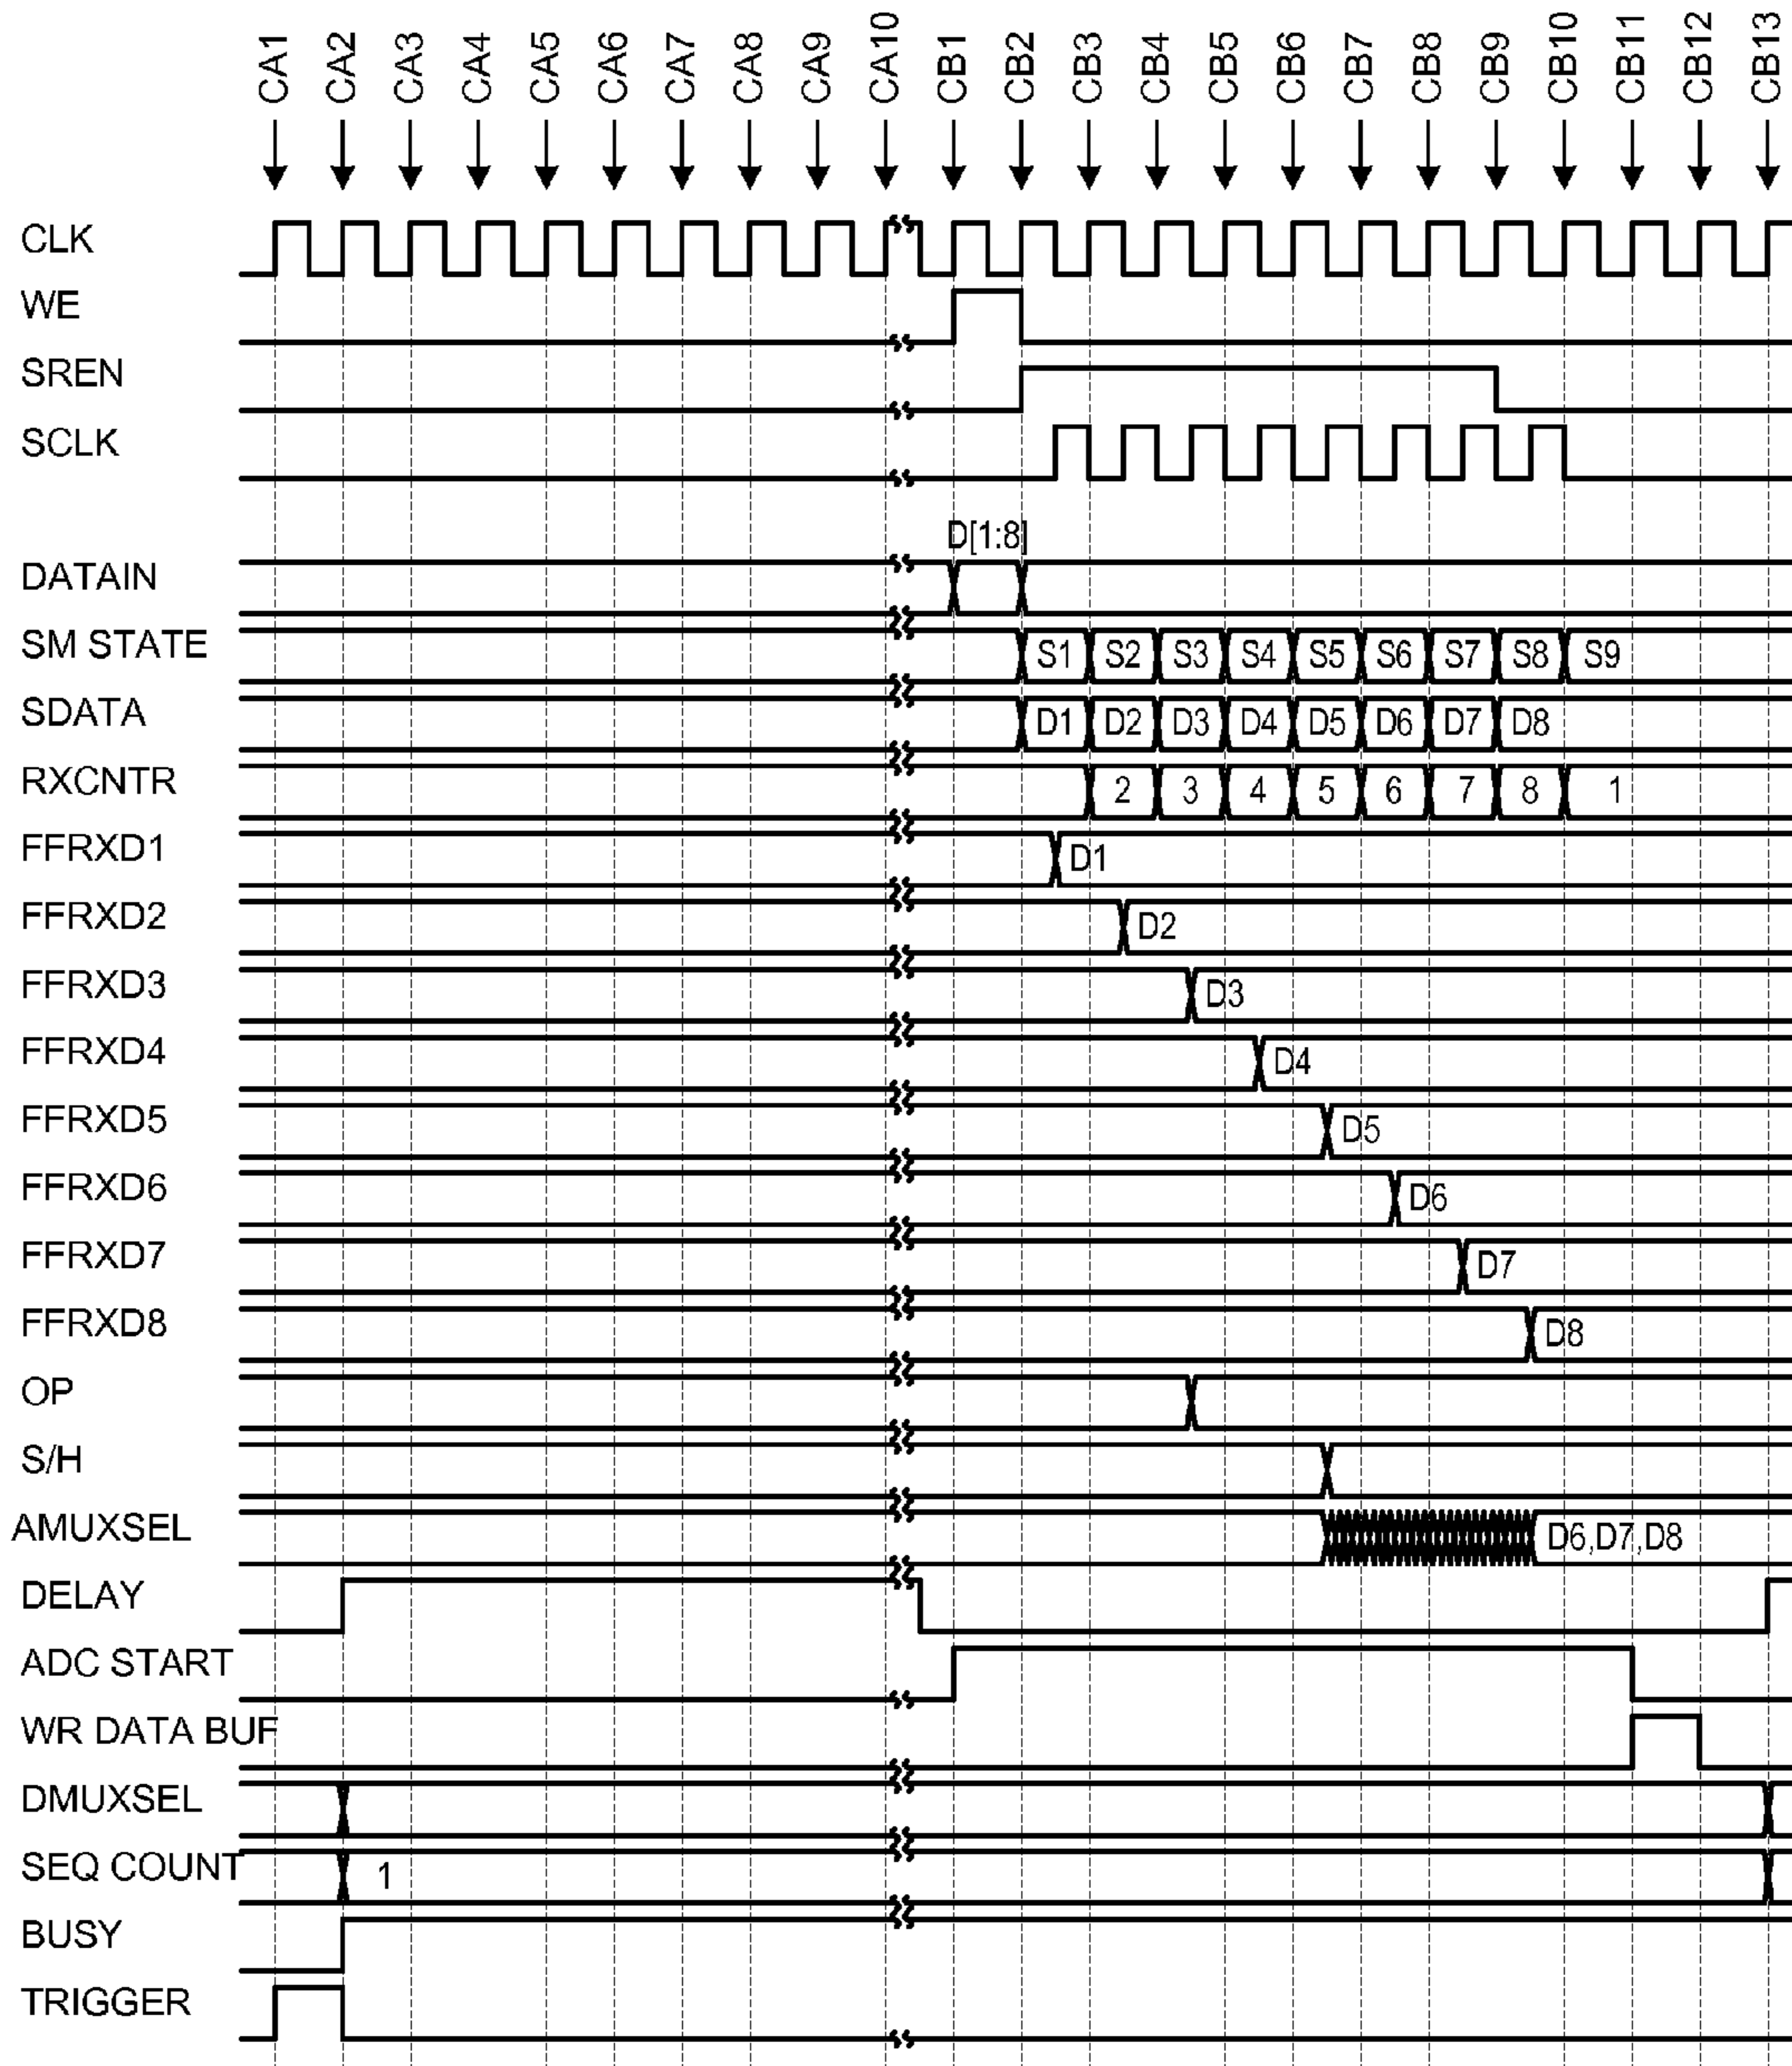 CA1 CA2 CA3 CA4 CA5 CA6 CA7 CA8 CA9 CA10 CB1 CB2 CB3 CB4 CB5 CB6 CB7 CB8 CB9 CB10 CB11 CB12 CB13
CLK
WE
SREN
SCLK
D[1:8]
DATAIN
SM STATE S1 S2 S3 S4 S5 S6 S7 S8 S9
SDATA D1 D2 D3 D4 D5 D6 D7 D8
RXCNTR 2 3 4 5 6 7 8 1
FFRXD1 D1
FFRXD2 D2
FFRXD3 D3
FFRXD4 D4
FFRXD5 D5
FFRXD6 D6
FFRXD7 D7
FFRXD8 D8
OP
S/H
AMUXSEL D6,D7,D8
DELAY
ADC START
WR DATA BUF
DMUXSEL
SEQ COUNT 1
BUSY
TRIGGER